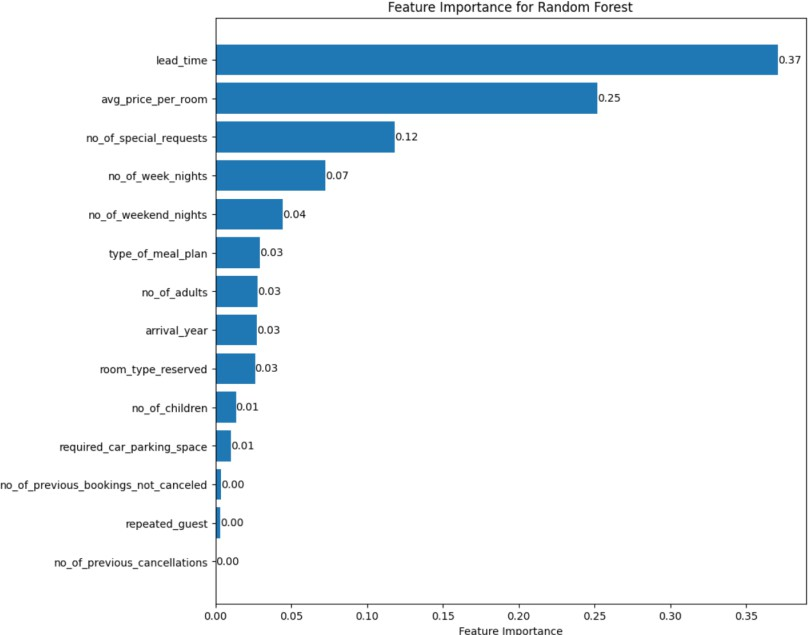 Feature Importance for Random Forest
lead_time 0.37
avg_price_per_room 0.25
no_of_special_requests 0.12
no_of_week_nights 0.07
no_of_weekend_nights 0.04
type_of_meal_plan 0.03
no_of_adults 0.03
arrival_year 0.03
room_type_reserved 0.03
no_of_children 0.01
required_car_parking_space 0.01
no_of_previous_bookings_not_canceled 0.00
repeated_guest 0.00
no_of_previous_cancellations 0.00
0.00 0.05 0.10 0.15 0.20 0.25 0.30 0.35
Feature Importance